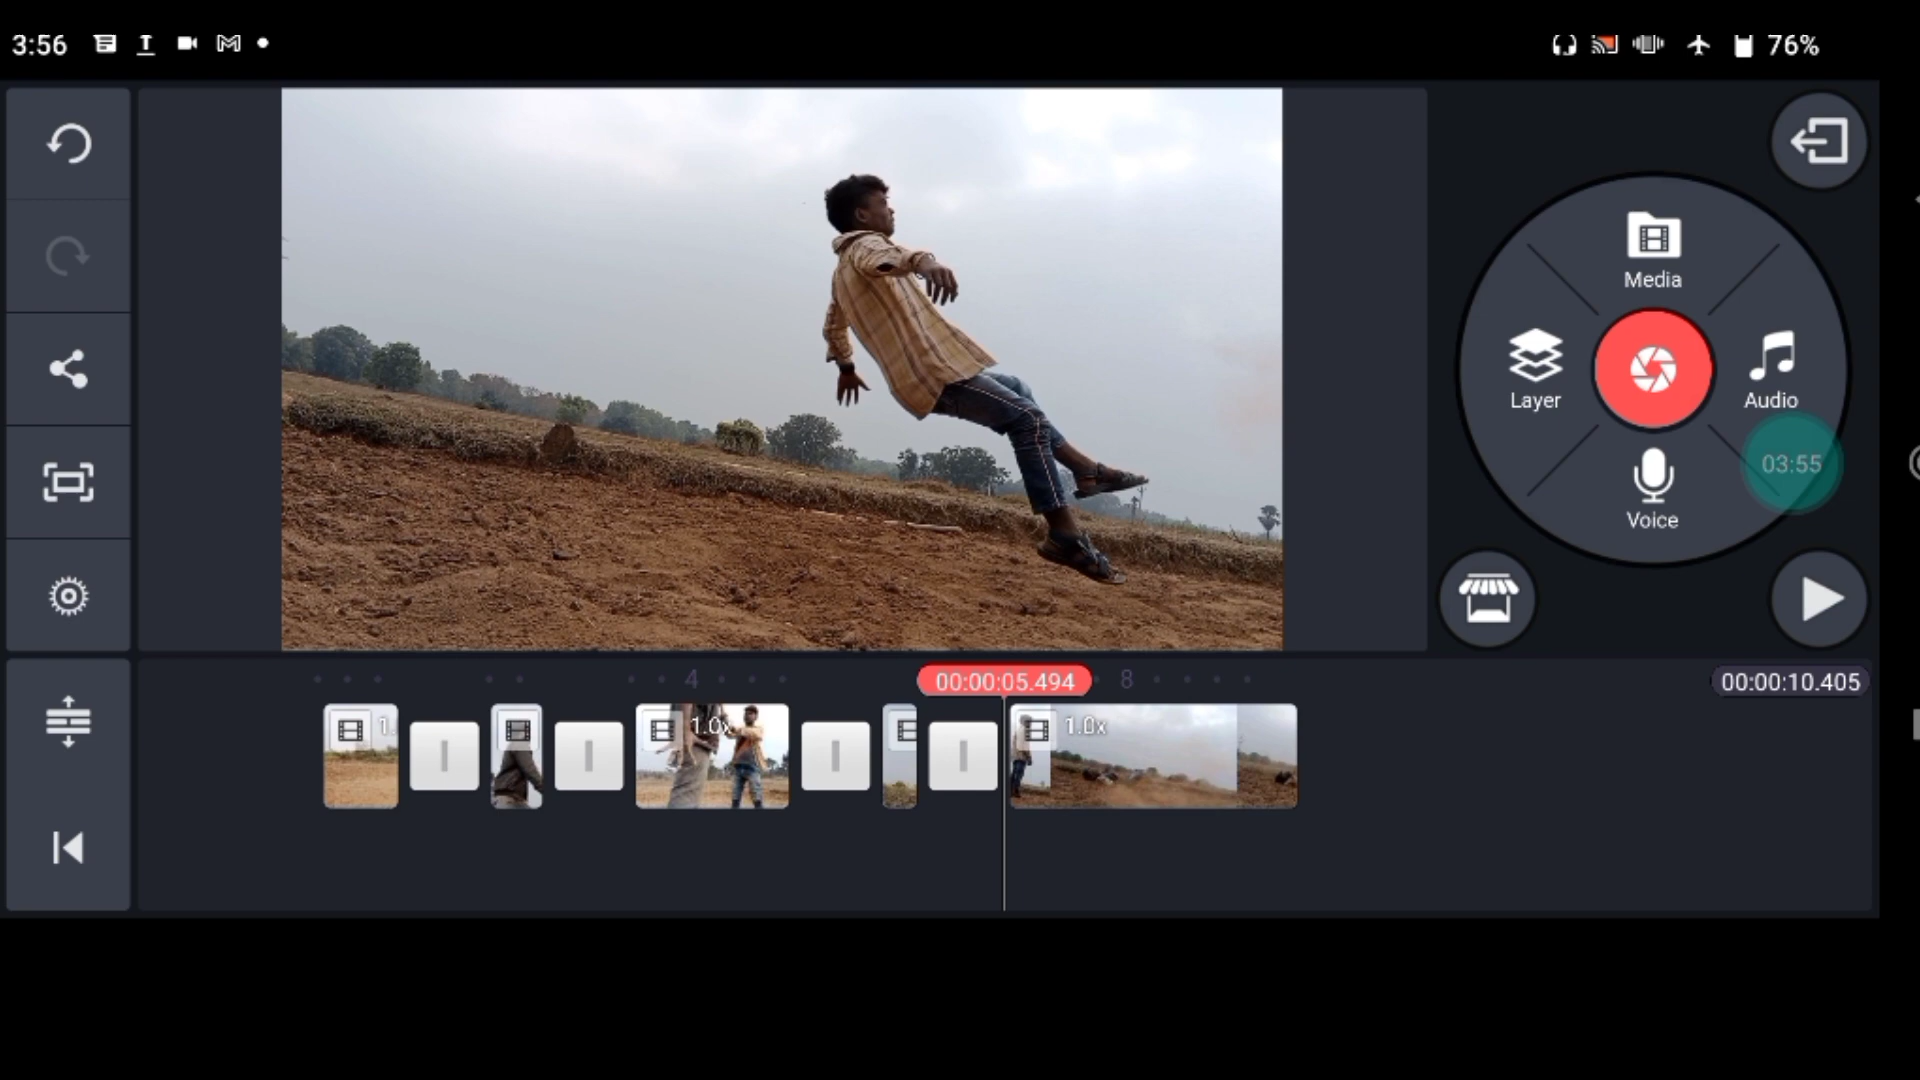 3:56
76%
Media
Layer
Audio
03:55
Voice
4
00:00:05.494
8
00:00:10.405
1.
1.0x
1.0x